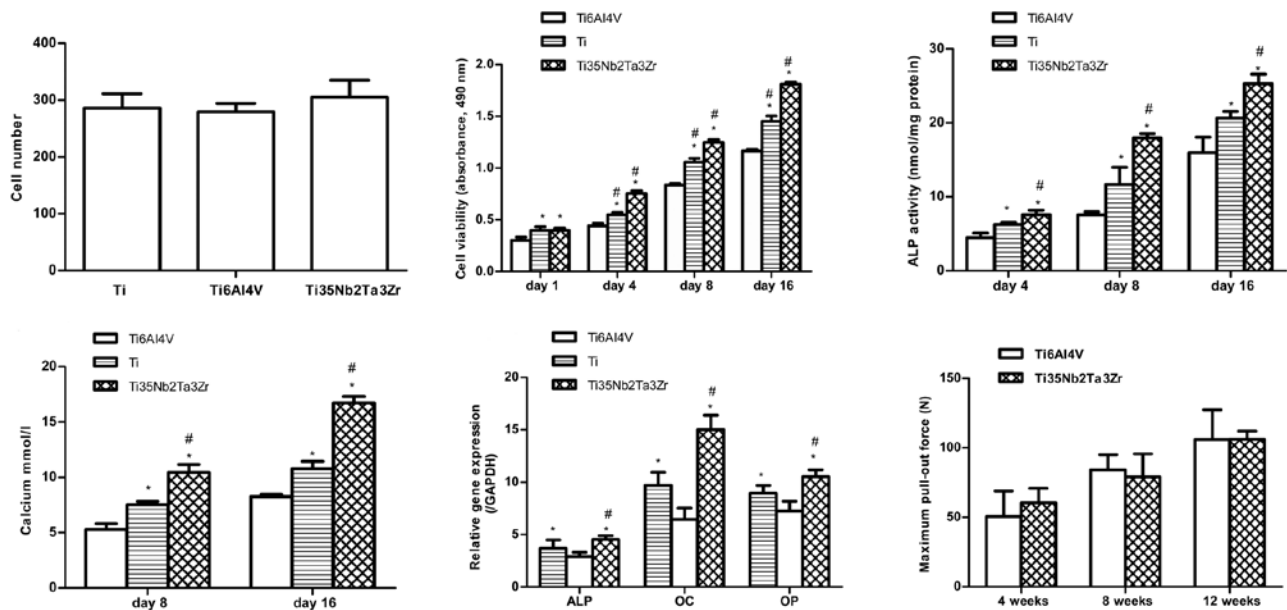 Cell number
400
300
200
100
0
Ti
Ti6Al4V
Ti35Nb2Ta3Zr
Ti6Al4V
Ti
Ti35Nb2Ta3Zr
Cell viability (absorbance, 490 nm)
2.0
1.5
1.0
0.5
0.0
* *
# #
* *
# #
* *
# #
* *
day 1
day 4
day 8
day 16
Ti6Al4V
Ti
Ti35Nb2Ta3Zr
ALP activity (nmol/mg protein)
30
20
10
0
#
* *
#
* *
#
* *
day 4
day 8
day 16
Ti6Al4V
Ti
Ti35Nb2Ta3Zr
Calcium mmol/l
20
15
10
5
0
#
* *
#
* *
day 8
day 16
Ti6Al4V
Ti
Ti35Nb2Ta3Zr
Relative gene expression
(/GAPDH)
20
15
10
5
0
#
* *
#
* *
#
* *
ALP
OC
OP
Ti6Al4V
Ti35Nb2Ta3Zr
Maximum pull-out force (N)
150
100
50
0
4 weeks
8 weeks
12 weeks